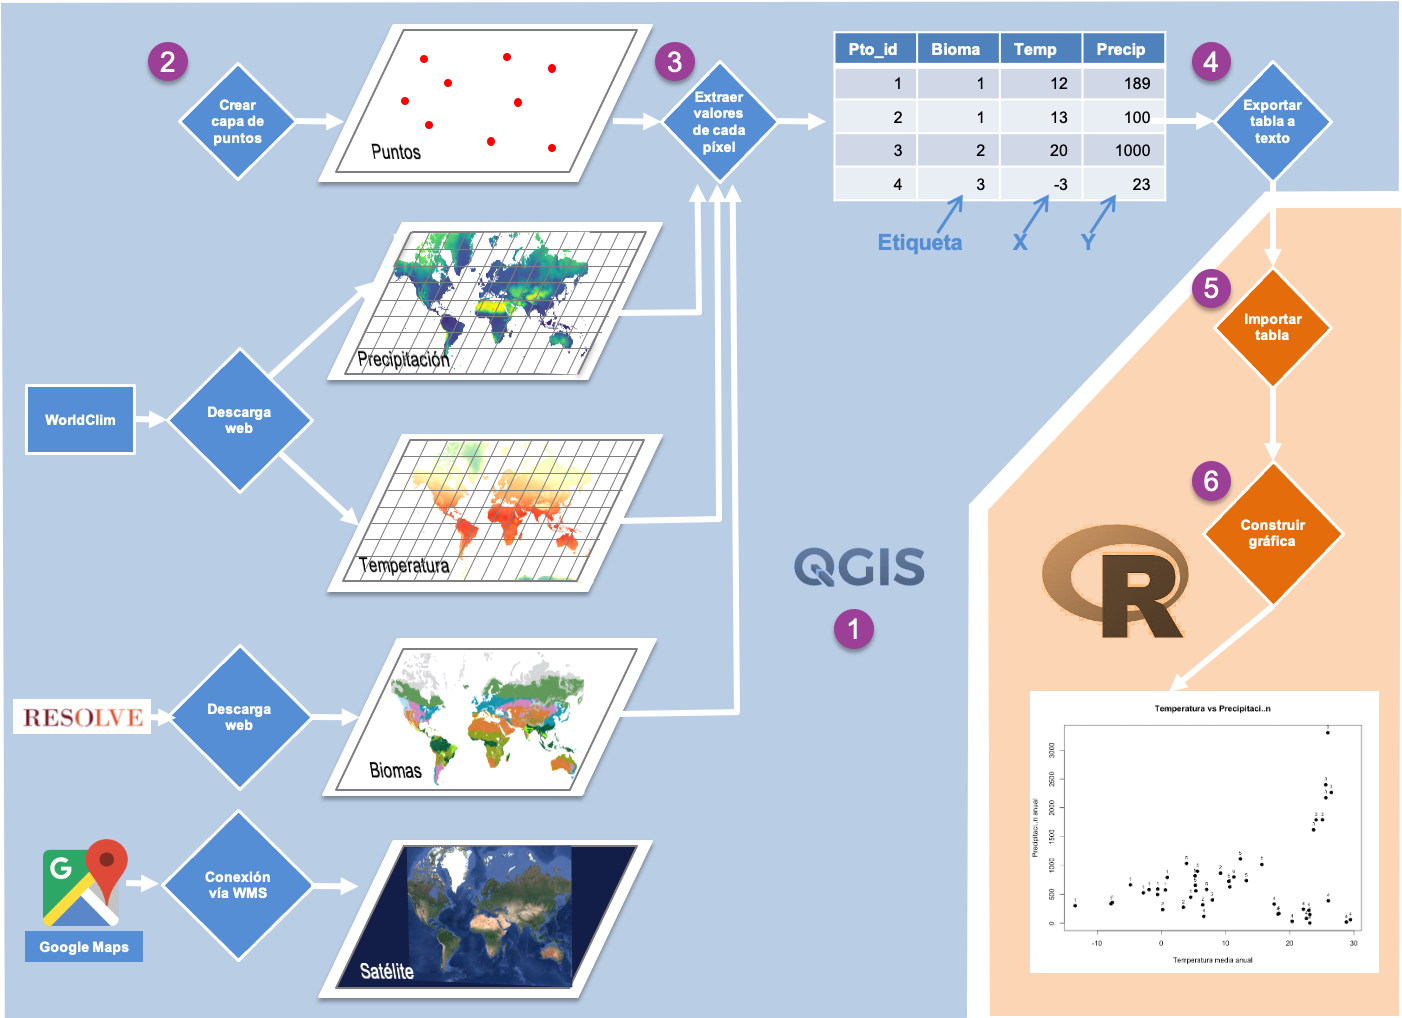 2
Crear
capa de
puntos
Puntos
3
Extraer
valores
de cada
píxel
Pto_id Bioma Temp Precip
1 1 12 189
2 1 13 100
3 2 20 1000
4 3 -3 23
Etiqueta X Y
4
Exportar
tabla a
texto
Precipitación
WorldClim
Descarga
web
Temperatura
5
Importar
tabla
6
Construir
gráfica
QGIS
1
R
RESOLVE
Descarga
web
Biomas
G
Google Maps
Conexión
vía WMS
Satélite
Temperatura vs Precipitaci..n
Precipitaci..n anual
3000
2500
2000
1500
1000
500
0
-10 0 10 20 30
Temperatura media anual